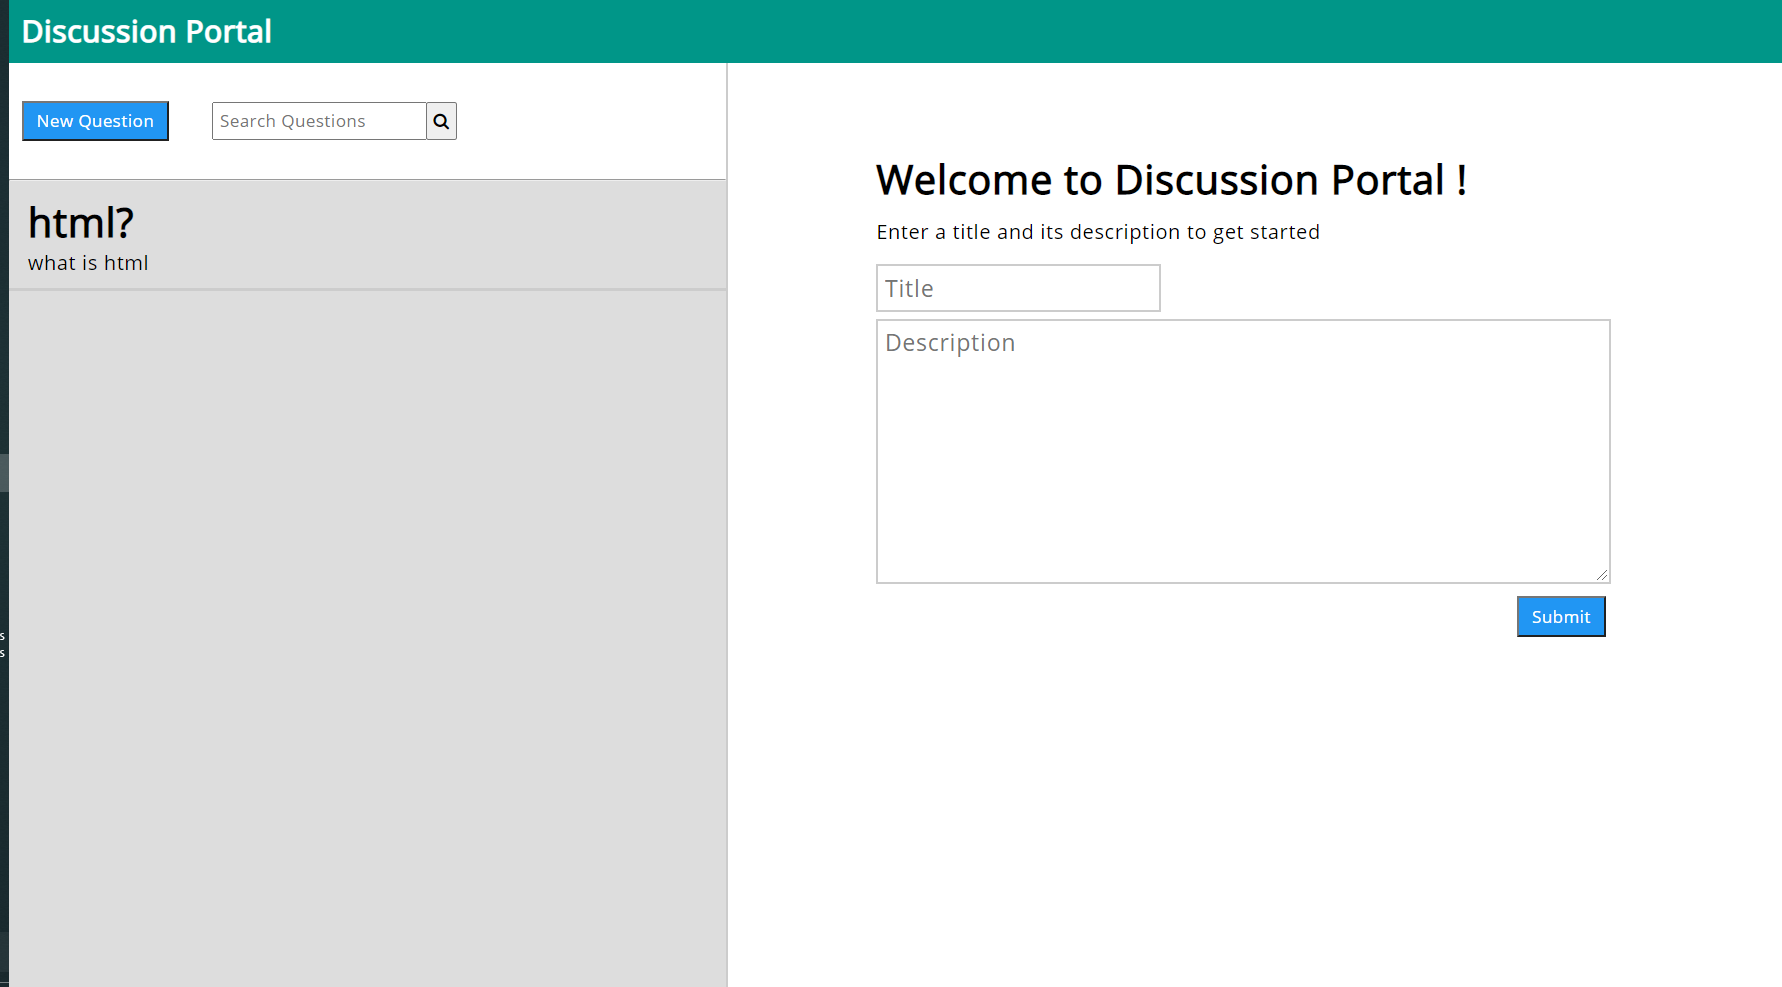 Discussion Portal
New Question
Search Questions
html?
what is html
Welcome to Discussion Portal !
Enter a title and its description to get started
Title
Description
Submit
s
s